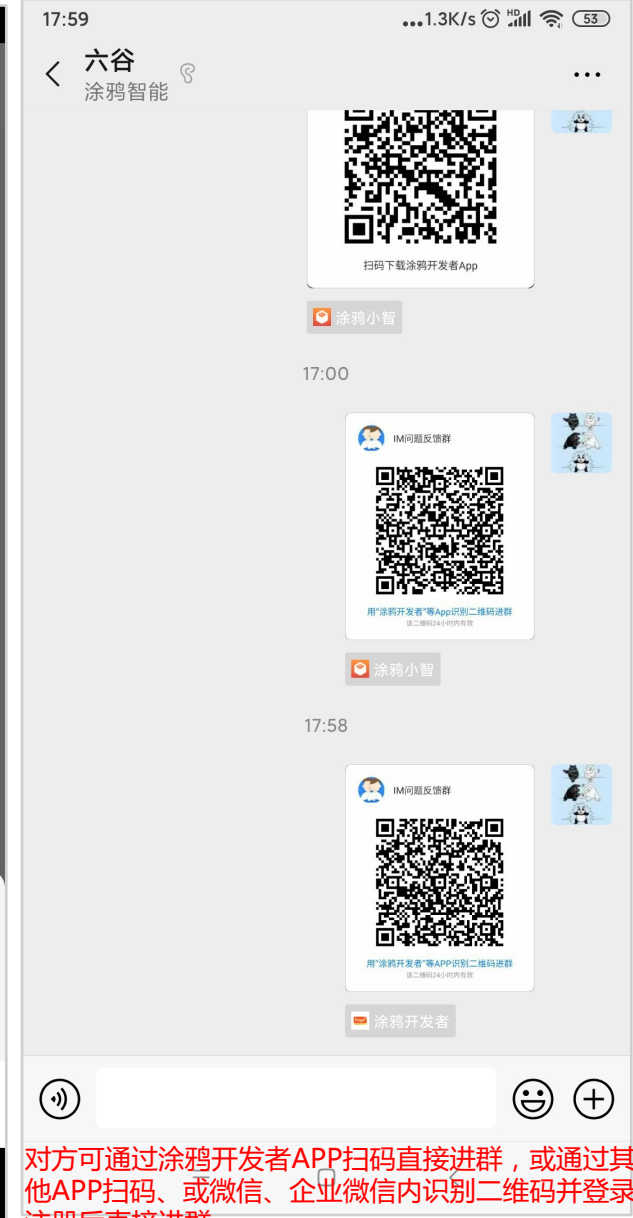 17:59
...1.3K/s HD 53
六谷
涂鸦智能
扫码下载涂鸦开发者App
涂鸦小智
17:00
IM问题反馈群
用“涂鸦开发者”等App识别二维码进群
该二维码24小时内有效
涂鸦小智
17:58
IM问题反馈群
用“涂鸦开发者”等APP识别二维码进群
该二维码24小时内有效
涂鸦开发者
对方可通过涂鸦开发者APP扫码直接进群，或通过其
他APP扫码、或微信、企业微信内识别二维码并登录
注册后直接进群